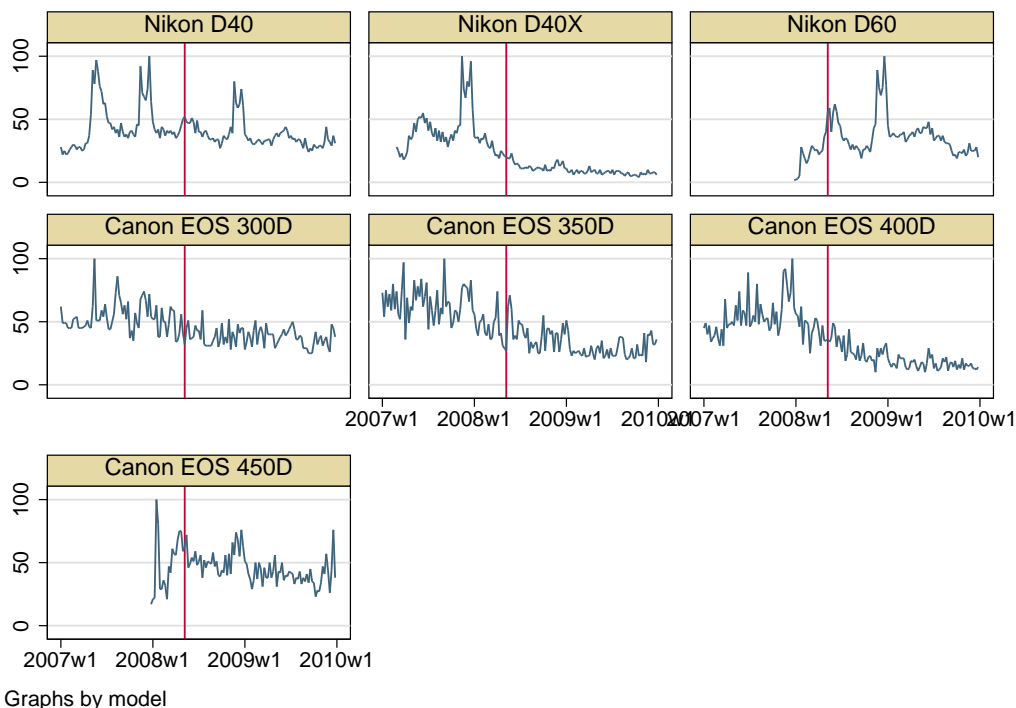 Nikon D40
Nikon D40X
Nikon D60
100
50
0
Canon EOS 300D
Canon EOS 350D
Canon EOS 400D
100
50
0
2007w1 2008w1 2009w1 2010w1
2007w1 2008w1 2009w1 2010w1
Canon EOS 450D
100
50
0
2007w1 2008w1 2009w1 2010w1
Graphs by model